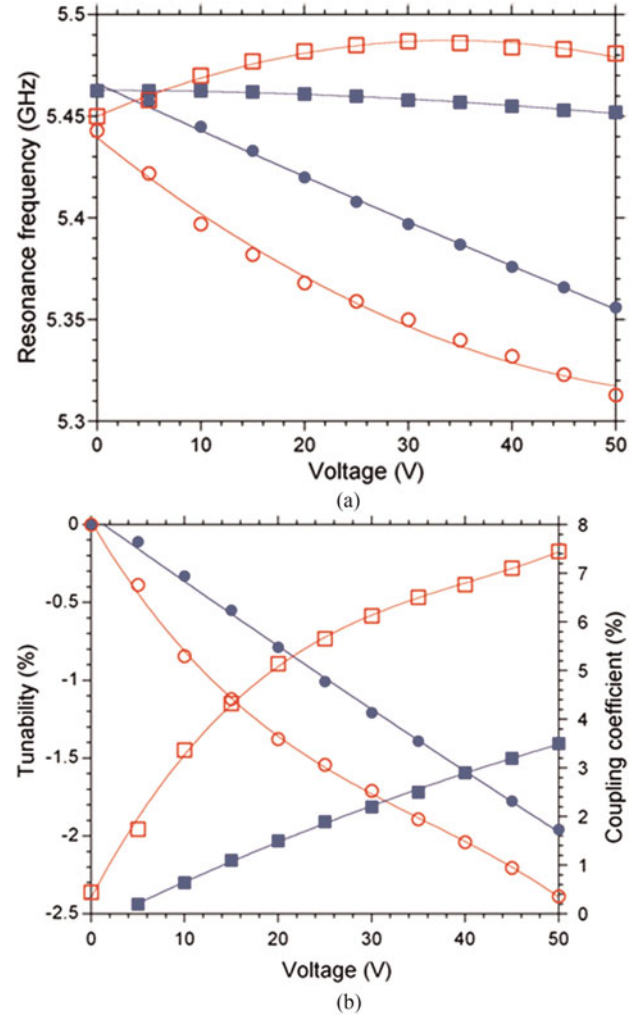 5.5
5.45
5.4
5.35
5.3
Resonance frequency (GHz)
0 10 20 30 40 50
Voltage (V)
(a)
0
-0.5
-1
-1.5
-2
-2.5
Tunability (%)
8
7
6
5
4
3
2
1
0
Coupling coefficient (%)
0 10 20 30 40 50
Voltage (V)
(b)